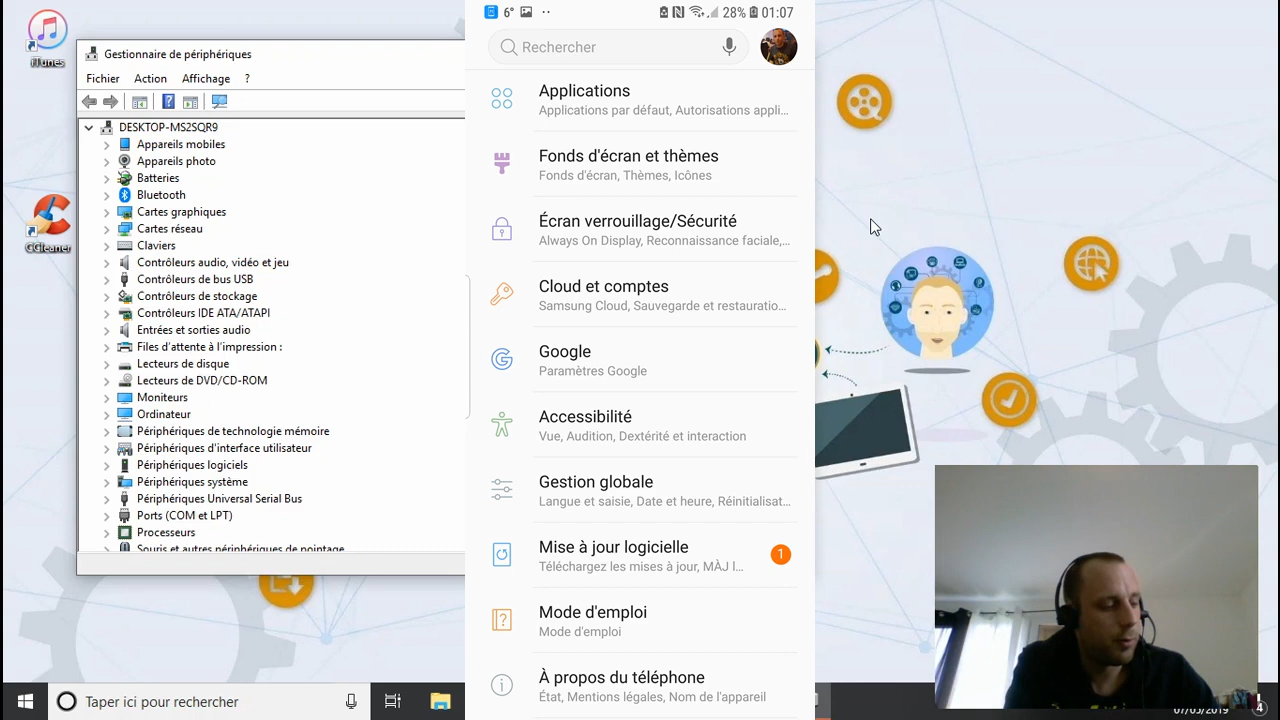 iTunes
CCleaner
Gestionnaire de périphériques
Fichier Action Affichage ?
DESKTOP-MS2SQR9
Appareils mobiles
Appareils photo
Batteries
Bluetooth
Cartes graphiques
Cartes réseau
Claviers
Contrôleurs audio, vidéo et jeu
Contrôleurs de bus USB
Contrôleurs de stockage
Contrôleurs IDE ATA/ATAPI
Entrées et sorties audio
Files d'attente à l'impression :
Lecteurs de disque
Lecteurs de DVD/CD-ROM
Moniteurs
Ordinateur
Périphériques de technologie mémoire
Périphériques d'interface utilisateur
Périphériques logiciels
Périphériques système
Périphériques Universal Serial Bus
Ports (COM et LPT)
Processeurs
Souris et autres périphériques de pointage
6° 28% 01:07
Rechercher
Applications
Applications par défaut, Autorisations appli...
Fonds d'écran et thèmes
Fonds d'écran, Thèmes, Icônes
Écran verrouillage/Sécurité
Always On Display, Reconnaissance faciale,...
Cloud et comptes
Samsung Cloud, Sauvegarde et restauratio...
Google
Paramètres Google
Accessibilité
Vue, Audition, Dextérité et interaction
Gestion globale
Langue et saisie, Date et heure, Réinitialisat...
Mise à jour logicielle
1
Téléchargez les mises à jour, MÀJ l...
Mode d'emploi
Mode d'emploi
À propos du téléphone
État, Mentions légales, Nom de l'appareil
Tapez ici pour rechercher
07/05/2019
4